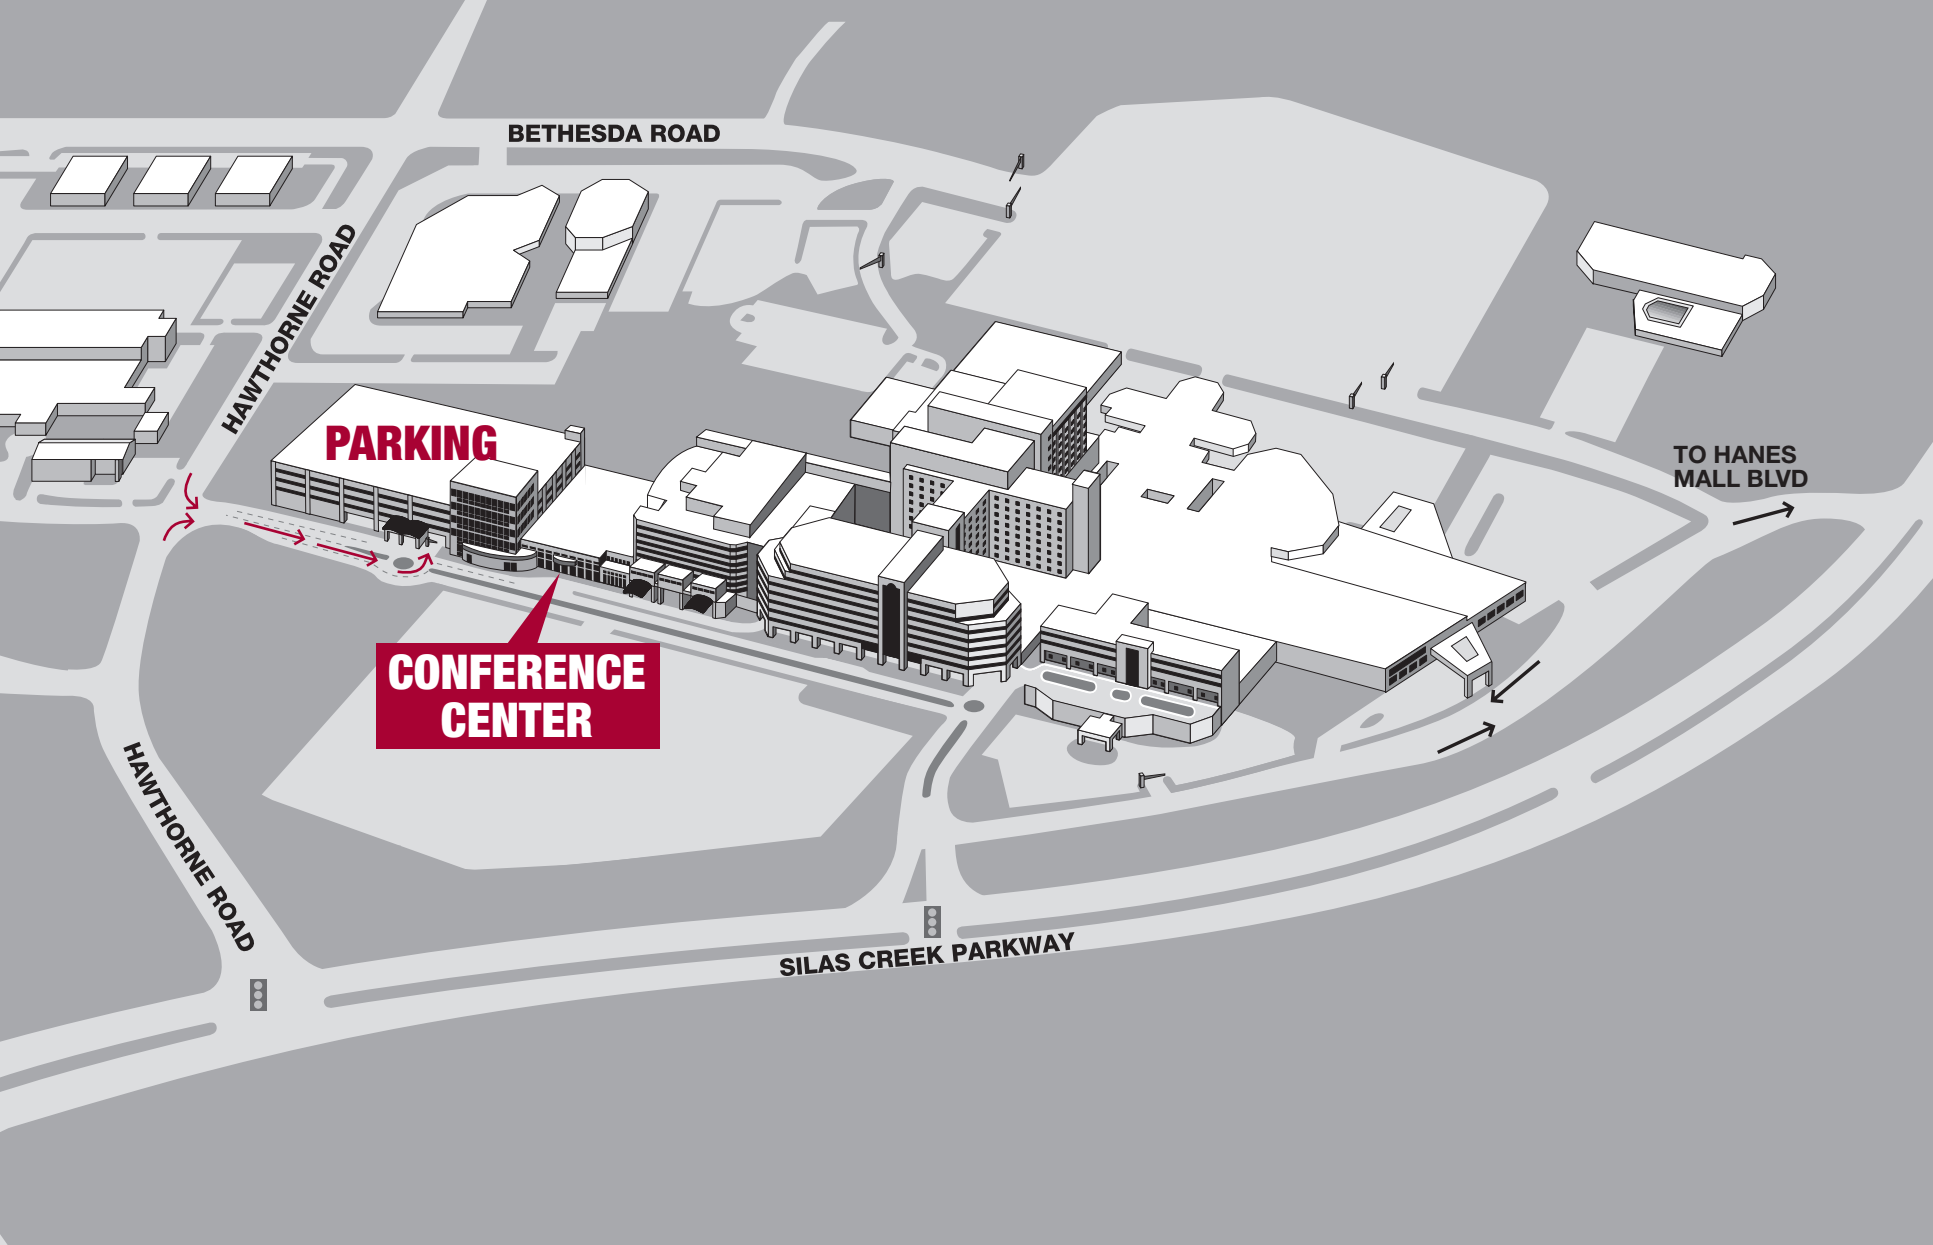 BETHESDA ROAD
HAWTHORNE ROAD
PARKING
TO HANES
MALL BLVD
CONFERENCE
CENTER
HAWTHORNE ROAD
SILAS CREEK PARKWAY